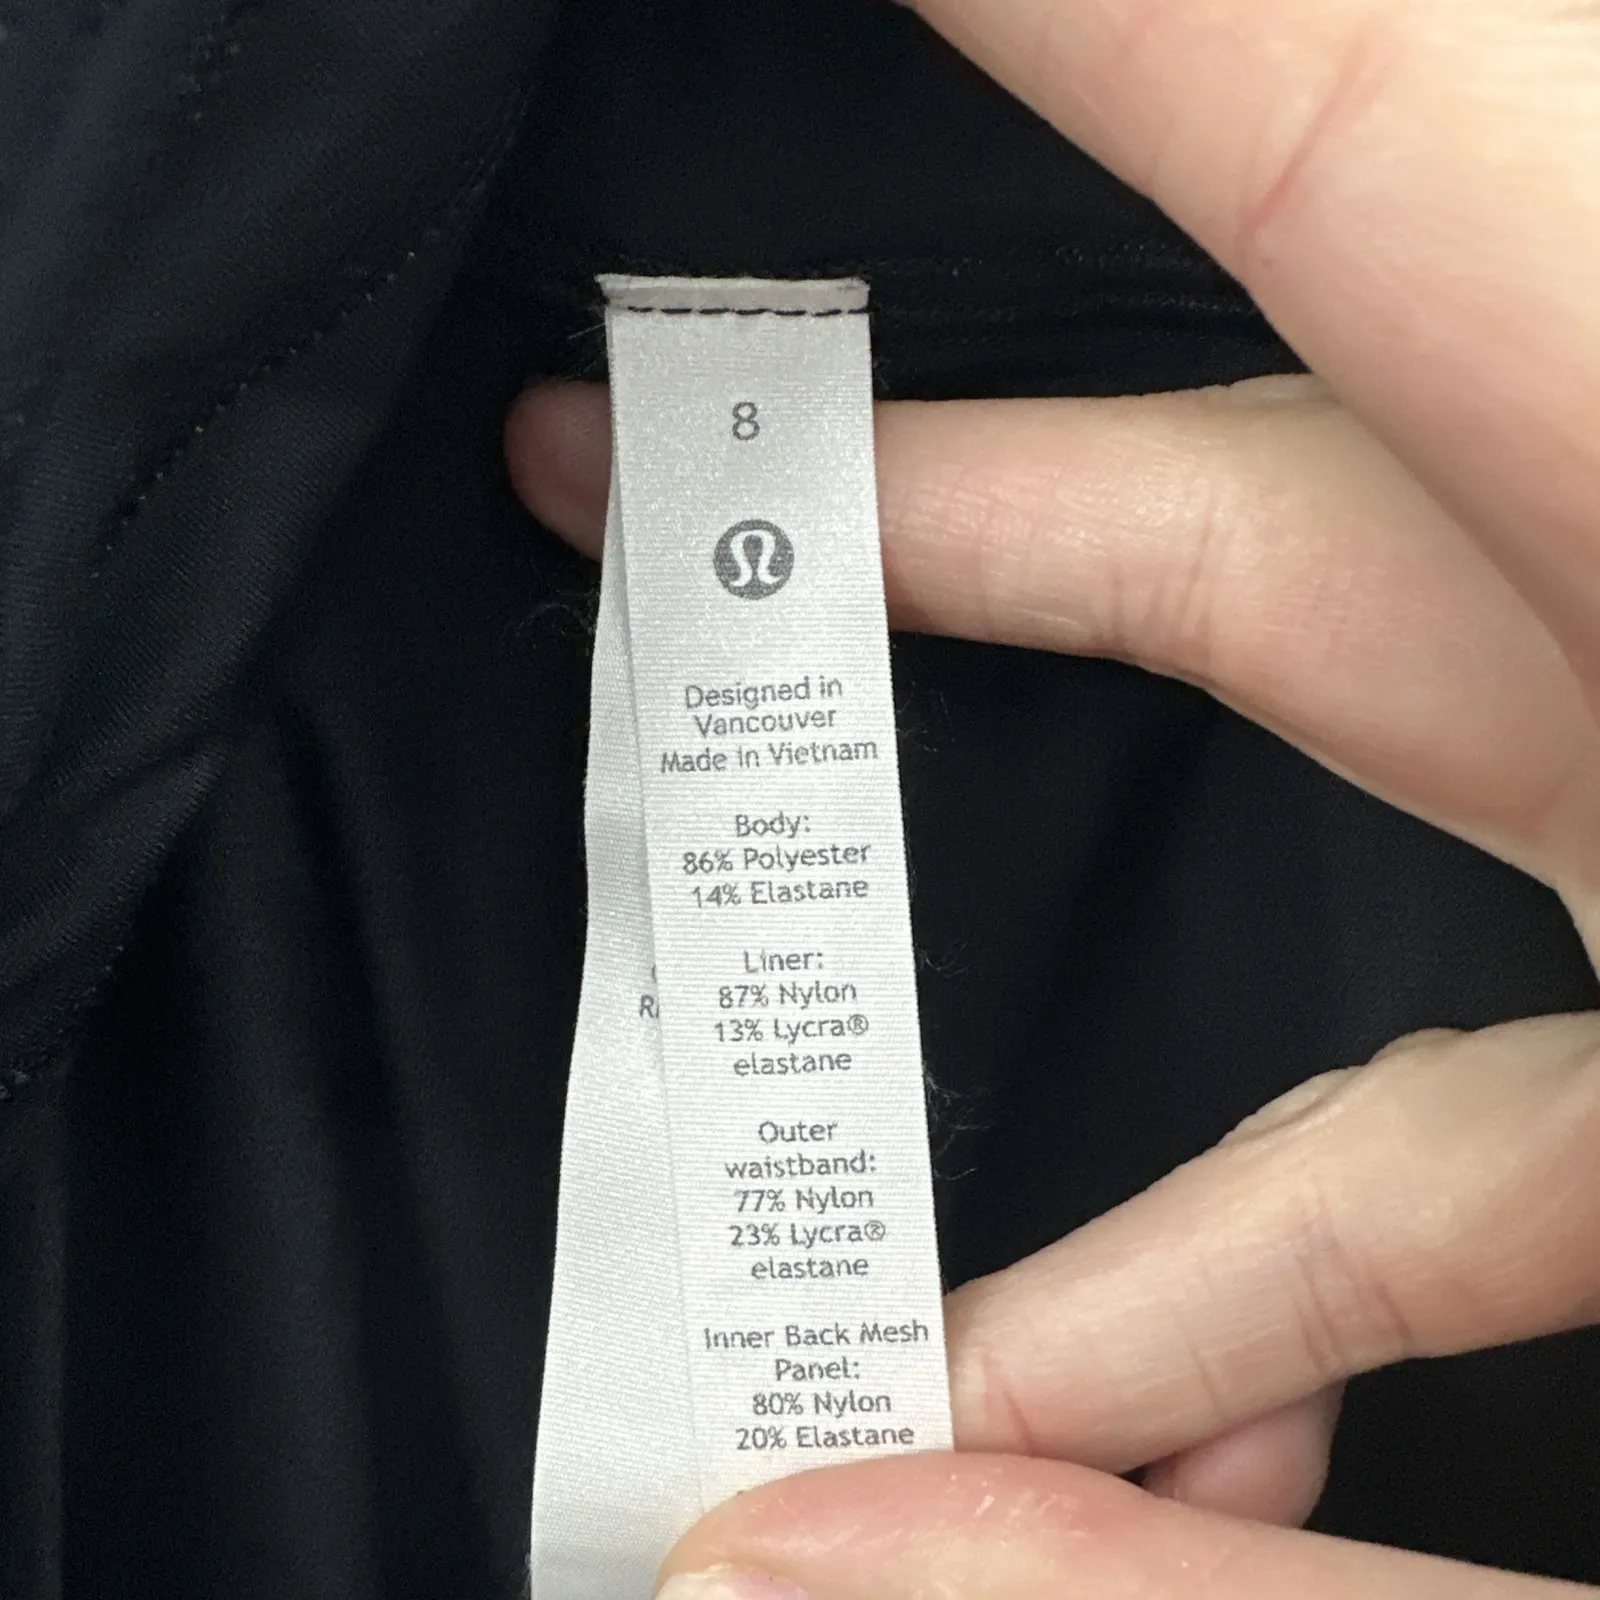 8
Designed in
Vancouver
Made in Vietnam
Body:
86% Polyester
14% Elastane
Liner:
87% Nylon
13% Lycra®
elastane
Outer
waistband:
77% Nylon
23% Lycra®
elastane
Inner Back Mesh
Panel:
80% Nylon
20% Elastane